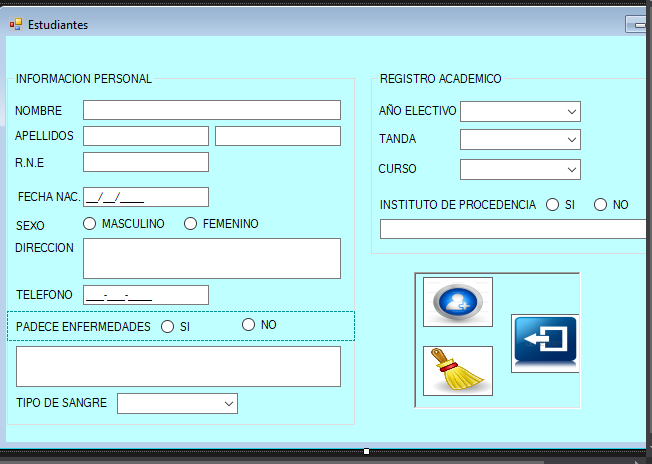 Estudiantes
INFORMACION PERSONAL
NOMBRE
APELLIDOS
R.N.E
FECHA NAC. __/__/____
SEXO MASCULINO FEMENINO
DIRECCION
TELEFONO ___-___-____
PADECE ENFERMEDADES SI NO
TIPO DE SANGRE
REGISTRO ACADEMICO
AÑO ELECTIVO
TANDA
CURSO
INSTITUTO DE PROCEDENCIA SI NO